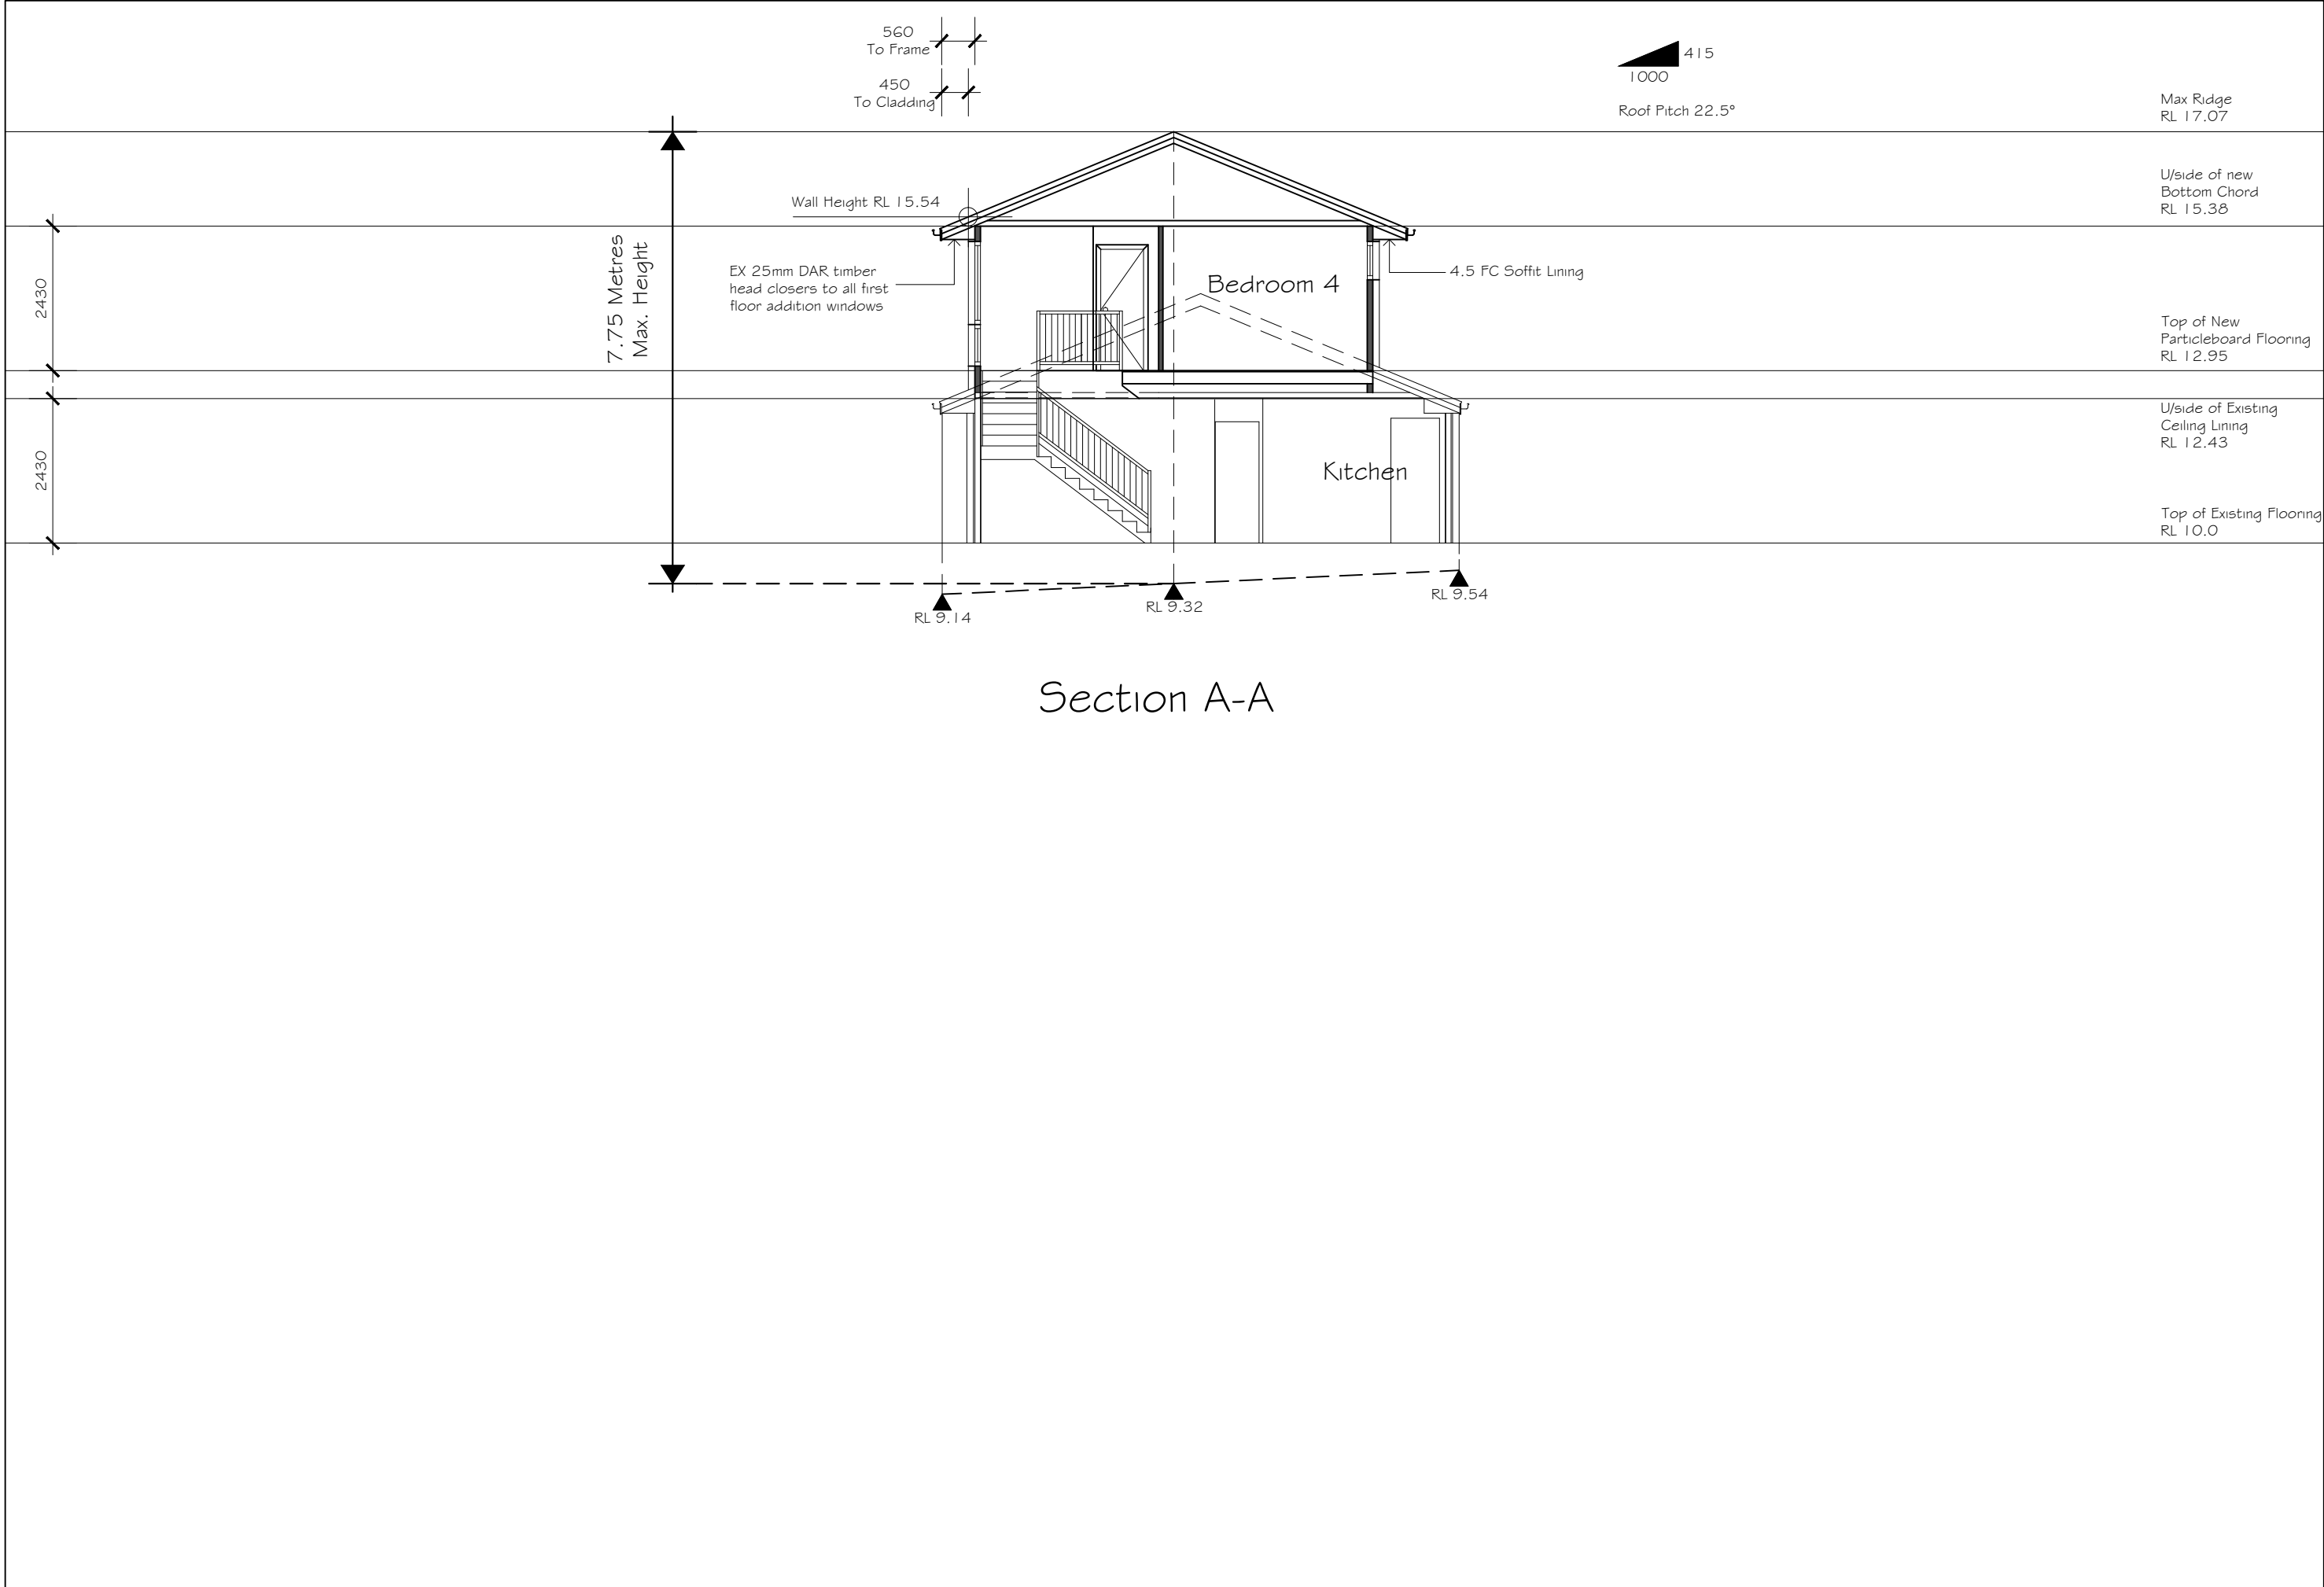 560
To Frame
450
To Cladding
415
1000
Roof Pitch 22.5°
Max Ridge
RL 17.07
U/side of new
Bottom Chord
RL 15.38
Wall Height RL 15.54
7.75 Metres
Max. Height
EX 25mm DAR timber
head closers to all first
floor addition windows
4.5 FC Soffit Lining
Bedroom 4
2430
Top of New
Particleboard Flooring
RL 12.95
U/side of Existing
Ceiling Lining
RL 12.43
2430
Kitchen
Top of Existing Flooring
RL 10.0
RL 9.14
RL 9.32
RL 9.54
Section A-A